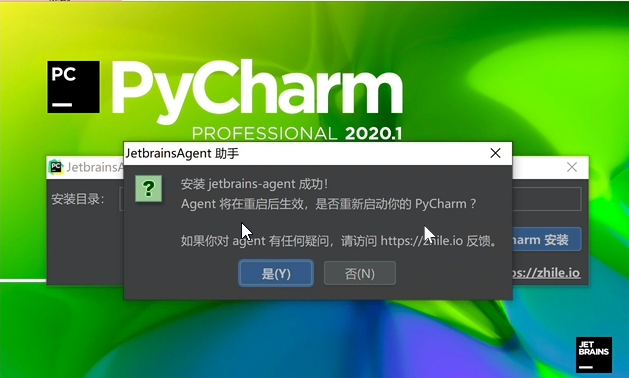 PC
PyCharm
PROFESSIONAL 2020.1
JetbrainsAgent 助手
JetbrainsA
安装目录:
安装 jetbrains-agent 成功!
Agent 将在重启后生效，是否重新启动你的 PyCharm？
如果你对 agent 有任何疑问，请访问 https://zhile.io 反馈。
harm 安装
是(Y)
否(N)
ps://zhile.io
JET
BRAINS